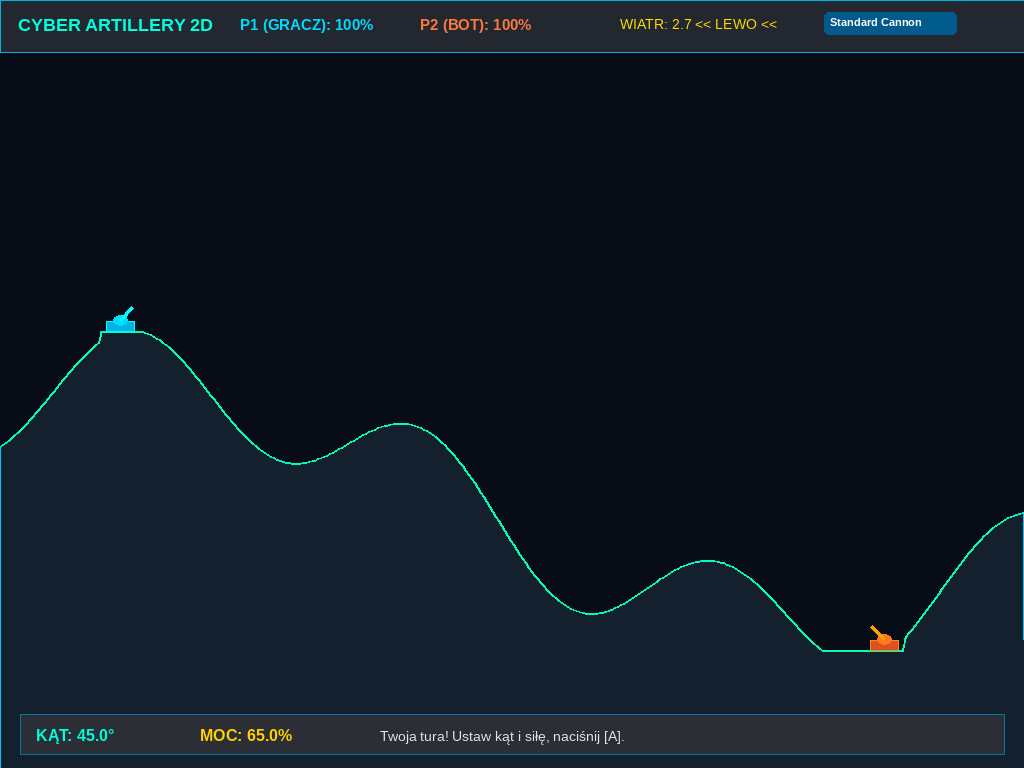 CYBER ARTILLERY 2D P1 (GRACZ): 100% P2 (BOT): 100% WIATR: 2.7 << LEWO << Standard Cannon
KĄT: 45.0° MOC: 65.0% Twoja tura! Ustaw kąt i siłę, naciśnij [A].